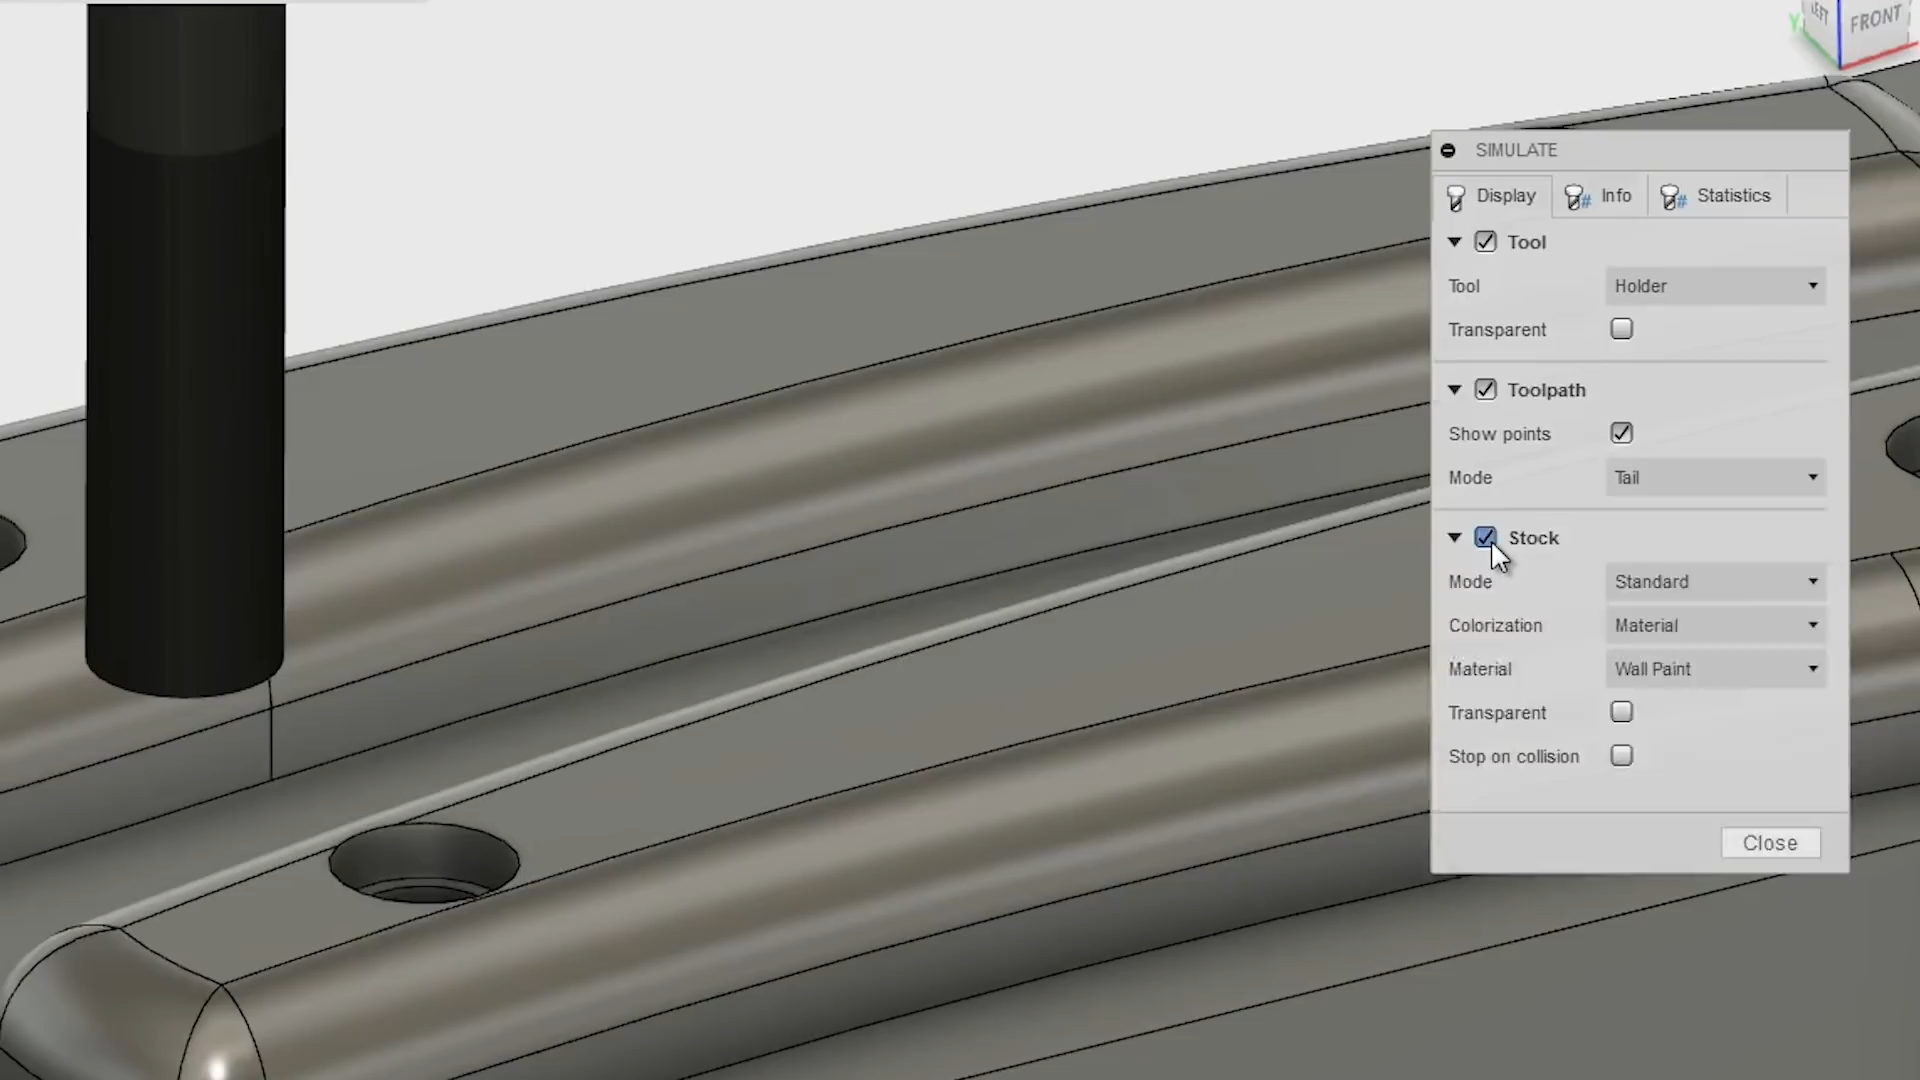 Y
LEFT
FRONT
SIMULATE
Display
Info
Statistics
Tool
Tool
Holder
Transparent
Toolpath
Show points
Mode
Tail
Stock
Mode
Standard
Colorization
Material
Material
Wall Paint
Transparent
Stop on collision
Close